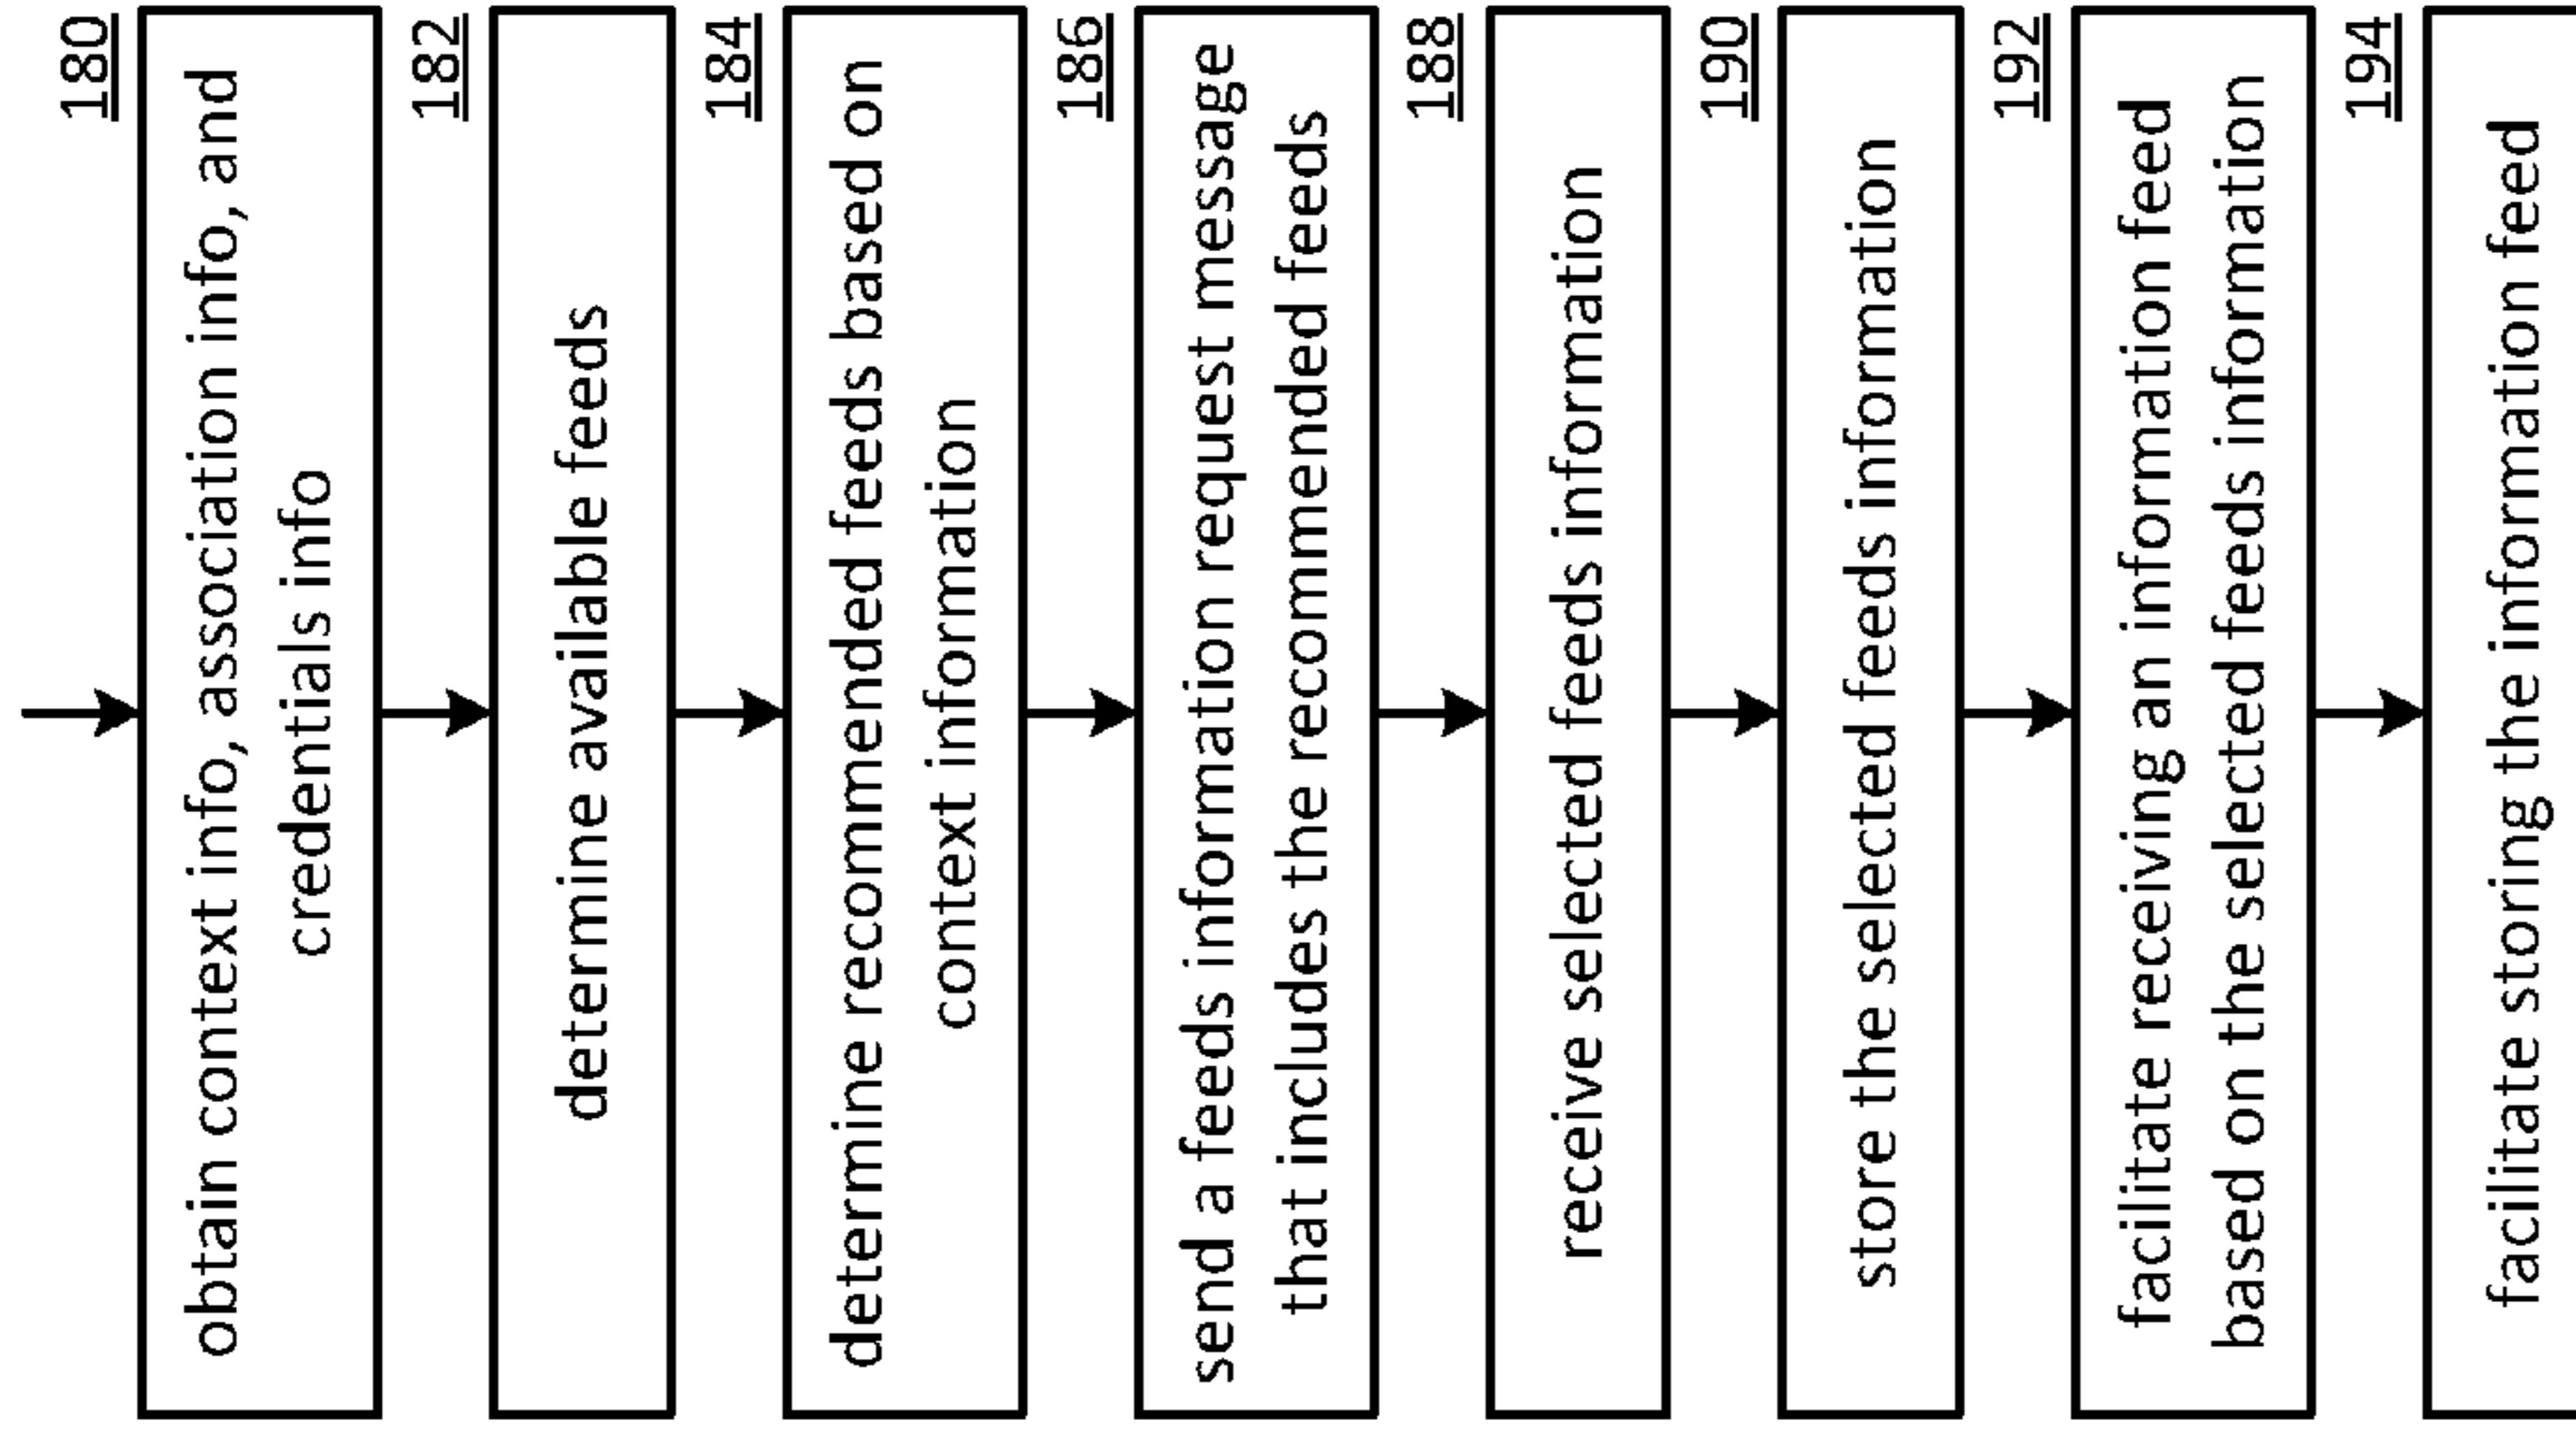 180
obtain context info, association info, and
credentials info
182
determine available feeds
184
determine recommended feeds based on
context information
186
send a feeds information request message
that includes the recommended feeds
188
receive selected feeds information
190
store the selected feeds information
192
facilitate receiving an information feed
based on the selected feeds information
194
facilitate storing the information feed